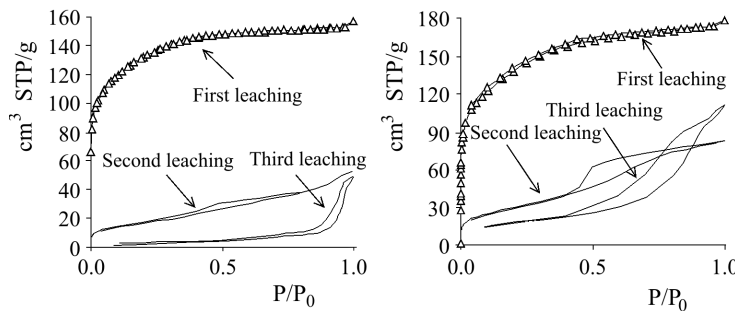 cm³ STP/g
160
140
120
100
80
60
40
20
0
0.0
0.5
1.0
P/P₀
First leaching
Second leaching
Third leaching
cm³ STP/g
180
150
120
90
60
30
0
0.0
0.5
1.0
P/P₀
First leaching
Third leaching
Second leaching